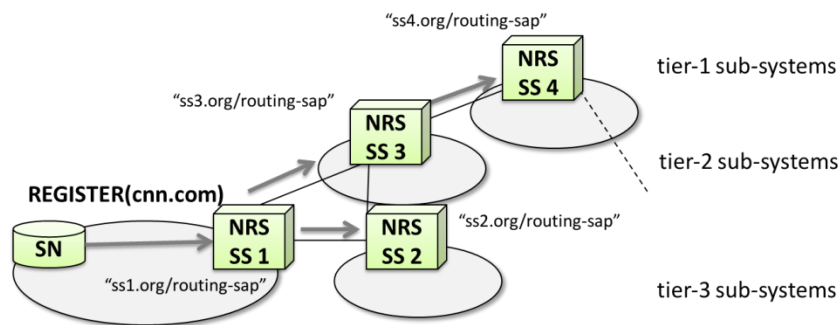 "ss4.org/routing-sap"
NRS
SS 4
tier-1 sub-systems
"ss3.org/routing-sap"
NRS
SS 3
tier-2 sub-systems
REGISTER(cnn.com)
SN
NRS
SS 1
"ss1.org/routing-sap"
NRS
SS 2
"ss2.org/routing-sap"
tier-3 sub-systems